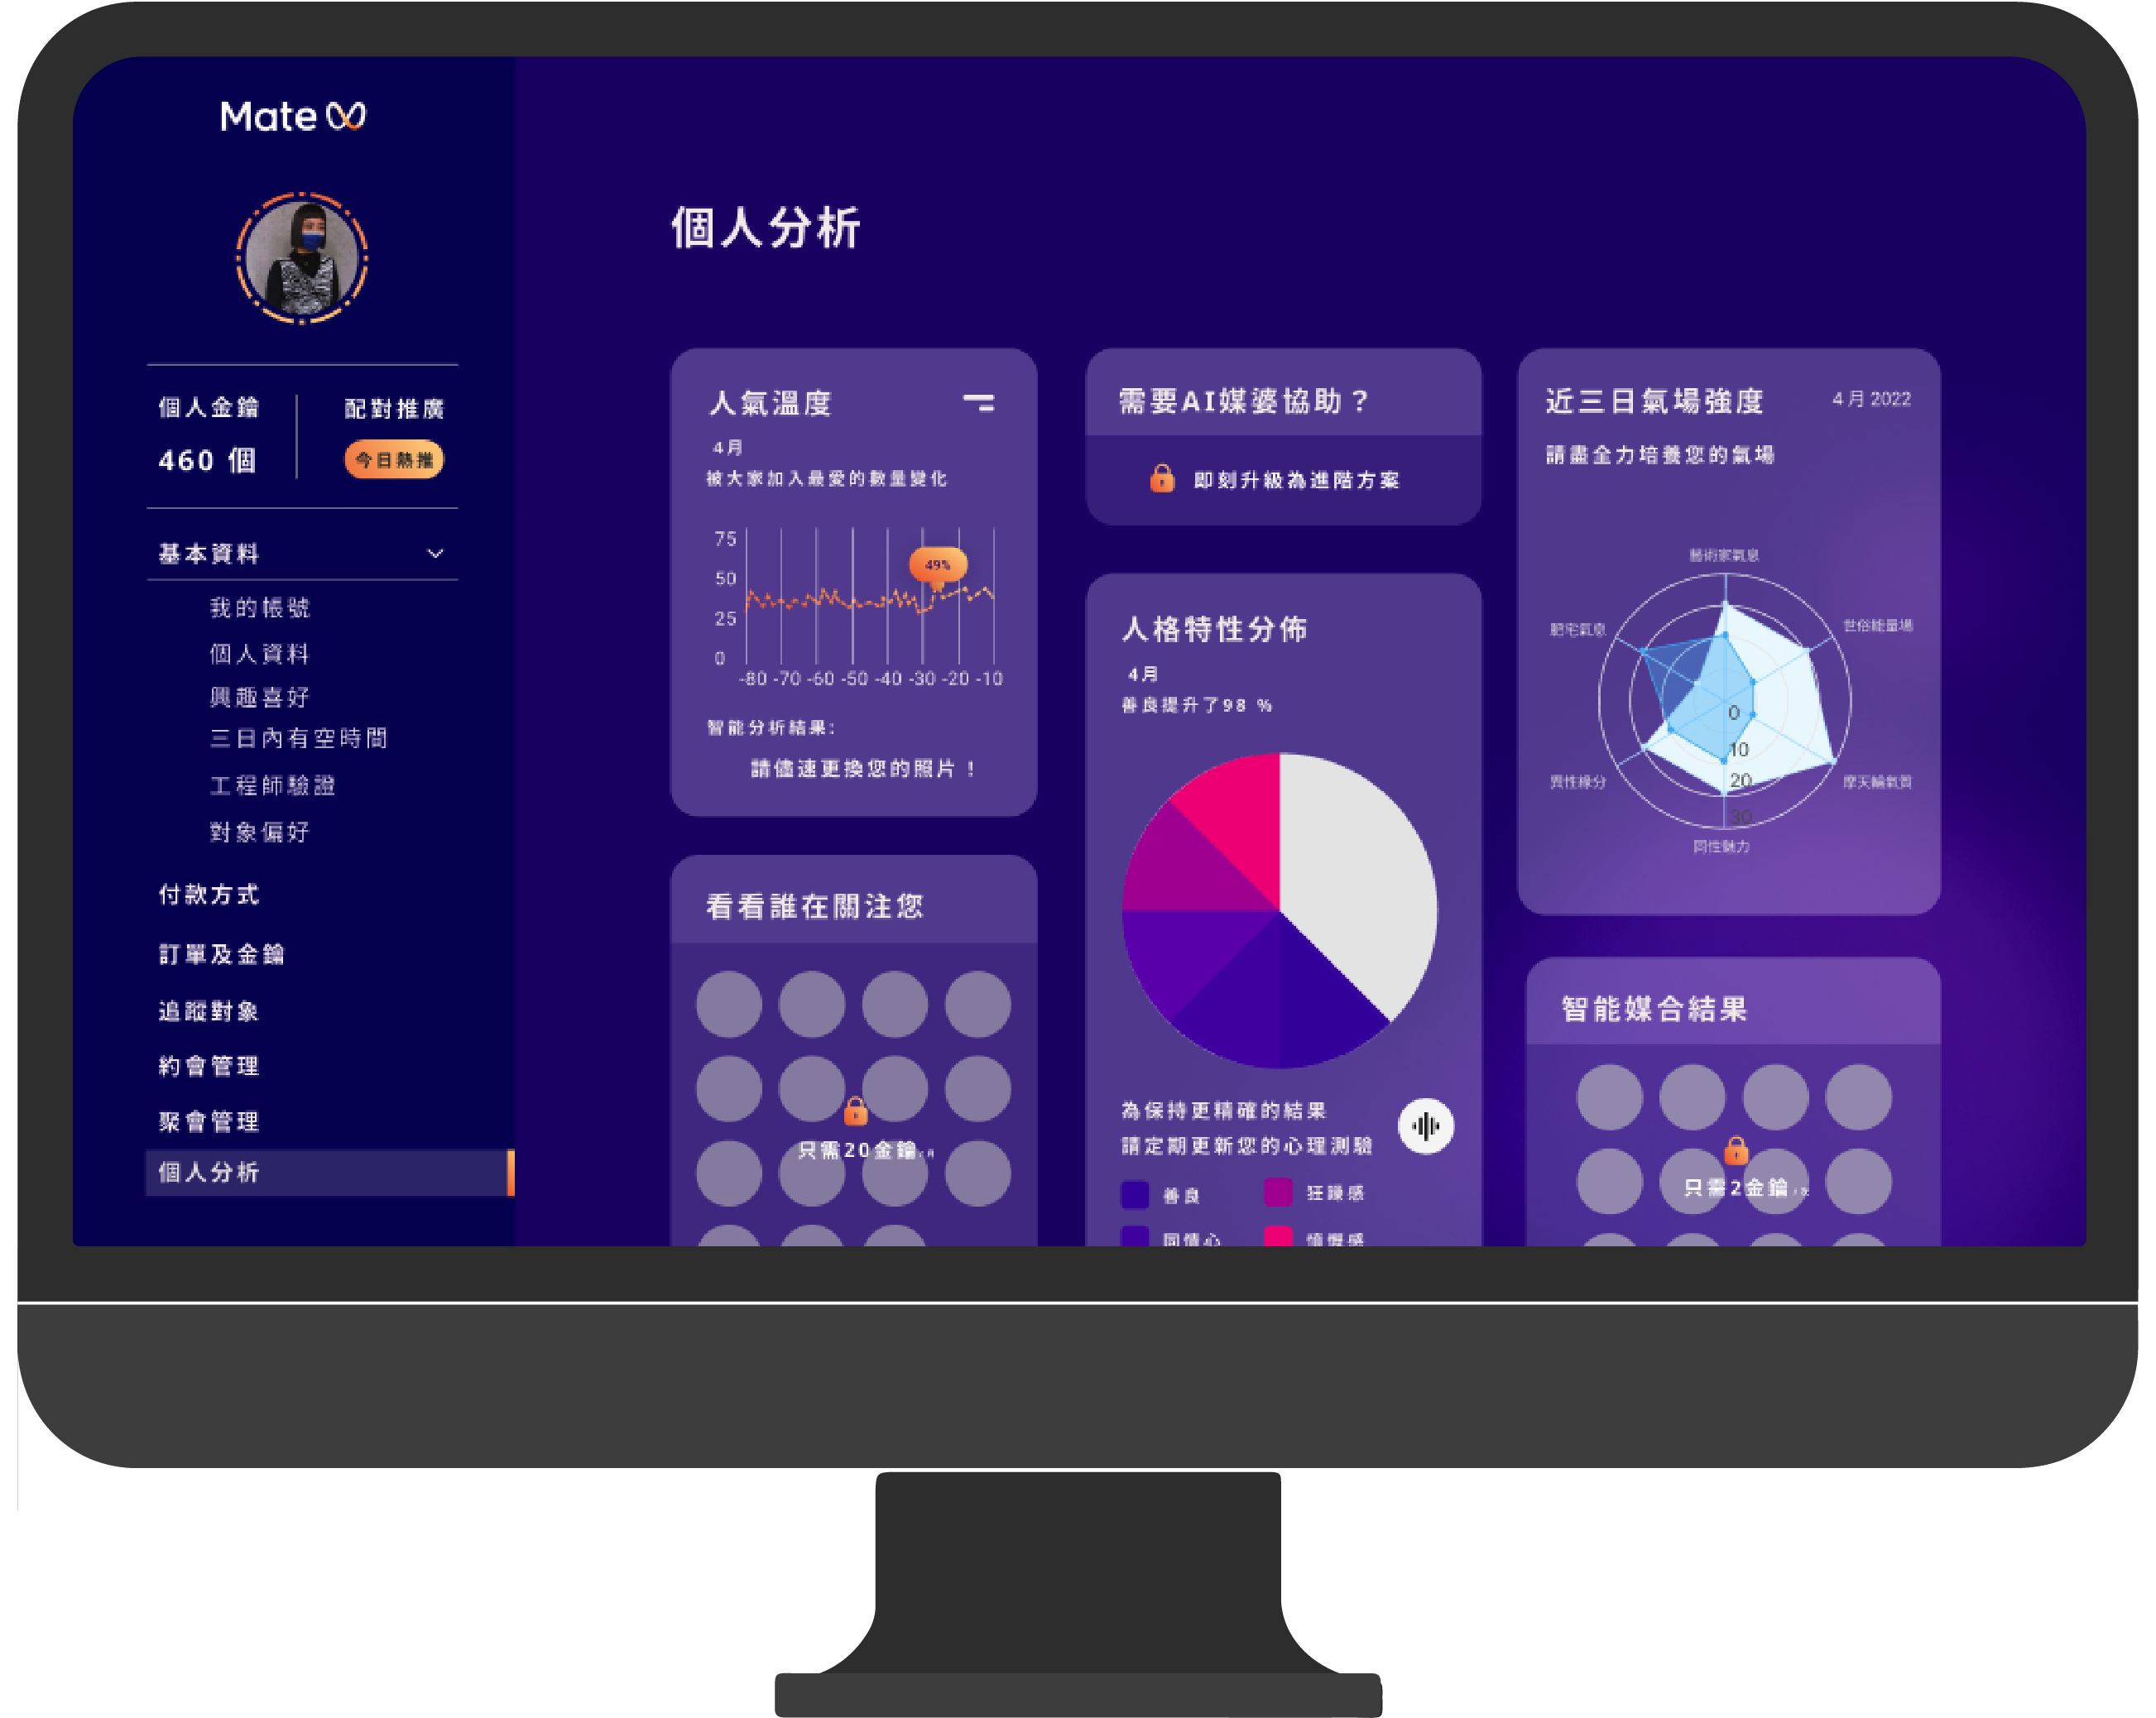 Mate
個人金鑰
460 個
配對推廣
今日熱推
基本資料
我的帳號
個人資料
興趣喜好
三日內有空時間
工程師驗證
對象偏好
付款方式
訂單及金鑰
追蹤對象
約會管理
聚會管理
個人分析
個人分析
人氣溫度
4月
被大家加入最愛的數量變化
75
50
25
0
49%
-80 -70 -60 -50 -40 -30 -20 -10
智能分析結果:
請儘速更換您的照片！
看看誰在關注您
只需20金鑰
需要AI媒婆協助？
即刻升級為進階方案
人格特性分佈
4月
善良提升了98 %
為保持更精確的結果
請定期更新您的心理測驗
善良
狂躁感
同情心
憤慨感
近三日氣場強度
4 月 2022
請盡全力培養您的氣場
藝術家氣息
世俗能量場
肥宅氣息
0
10
20
30
異性緣分
摩天輪氣質
同性魅力
智能媒合結果
只需2金鑰